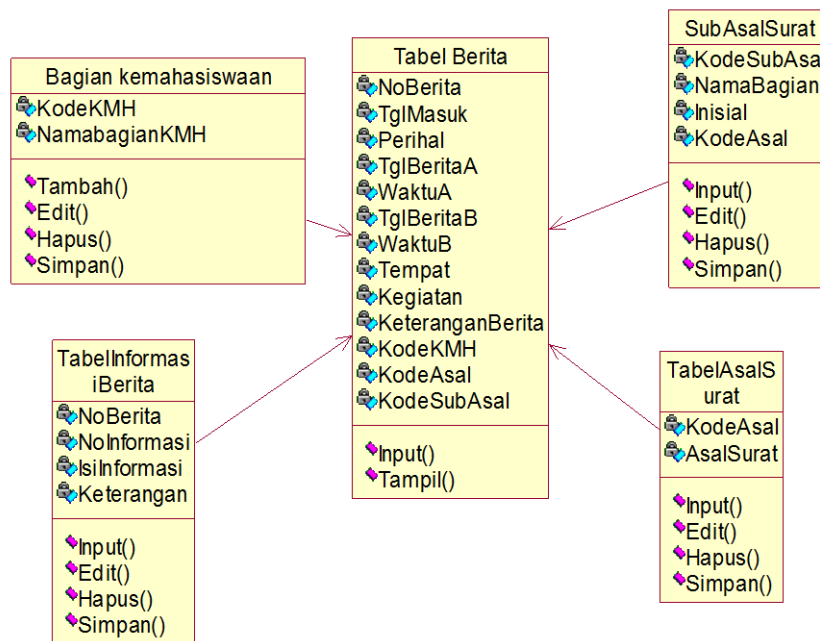 Bagian kemahasiswaan
KodeKMH
NamabagianKMH
Tambah()
Edit()
Hapus()
Simpan()
Tabel Berita
NoBerita
TglMasuk
Perihal
TglBeritaA
WaktuA
TglBeritaB
WaktuB
Tempat
Kegiatan
KeteranganBerita
KodeKMH
KodeAsal
KodeSubAsal
Input()
Tampil()
SubAsalSurat
KodeSubAsal
NamaBagian
Inisial
KodeAsal
Input()
Edit()
Hapus()
Simpan()
TabelInformas
iBerita
NoBerita
NoInformasi
IsiInformasi
Keterangan
Input()
Edit()
Hapus()
Simpan()
TabelAsalS
urat
KodeAsal
AsalSurat
Input()
Edit()
Hapus()
Simpan()